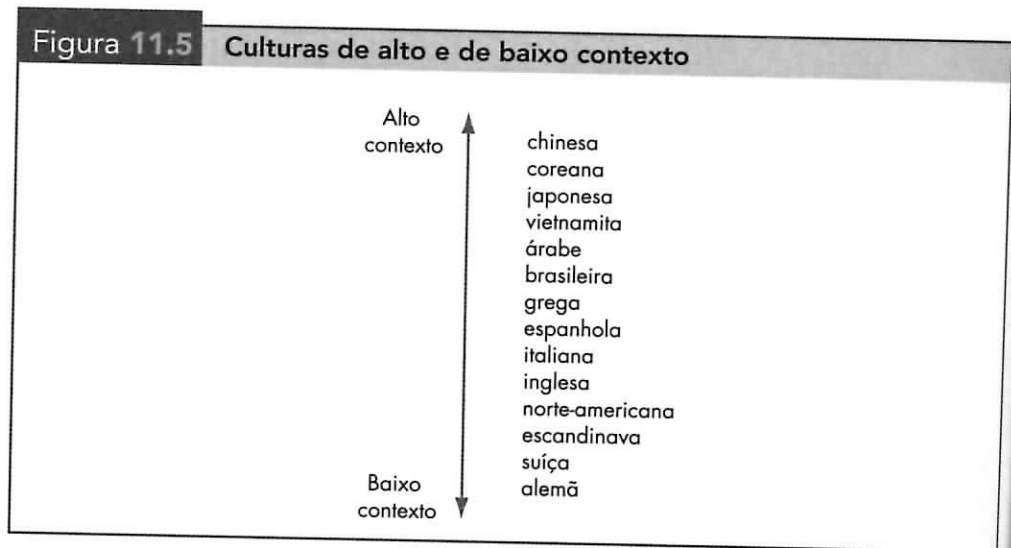 Figura 11.5 Culturas de alto e de baixo contexto
Alto
contexto
chinesa
coreana
japonesa
vietnamita
árabe
brasileira
grega
espanhola
italiana
inglesa
norte-americana
escandinava
suíça
alemã
Baixo
contexto